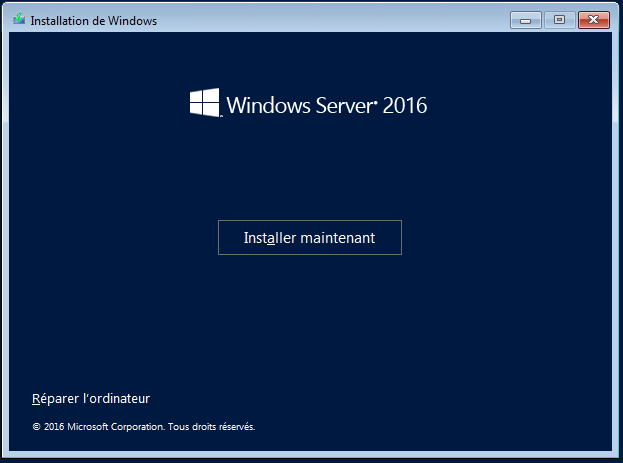 Installation de Windows
Windows Server® 2016
Installer maintenant
Réparer l'ordinateur
© 2016 Microsoft Corporation. Tous droits réservés.